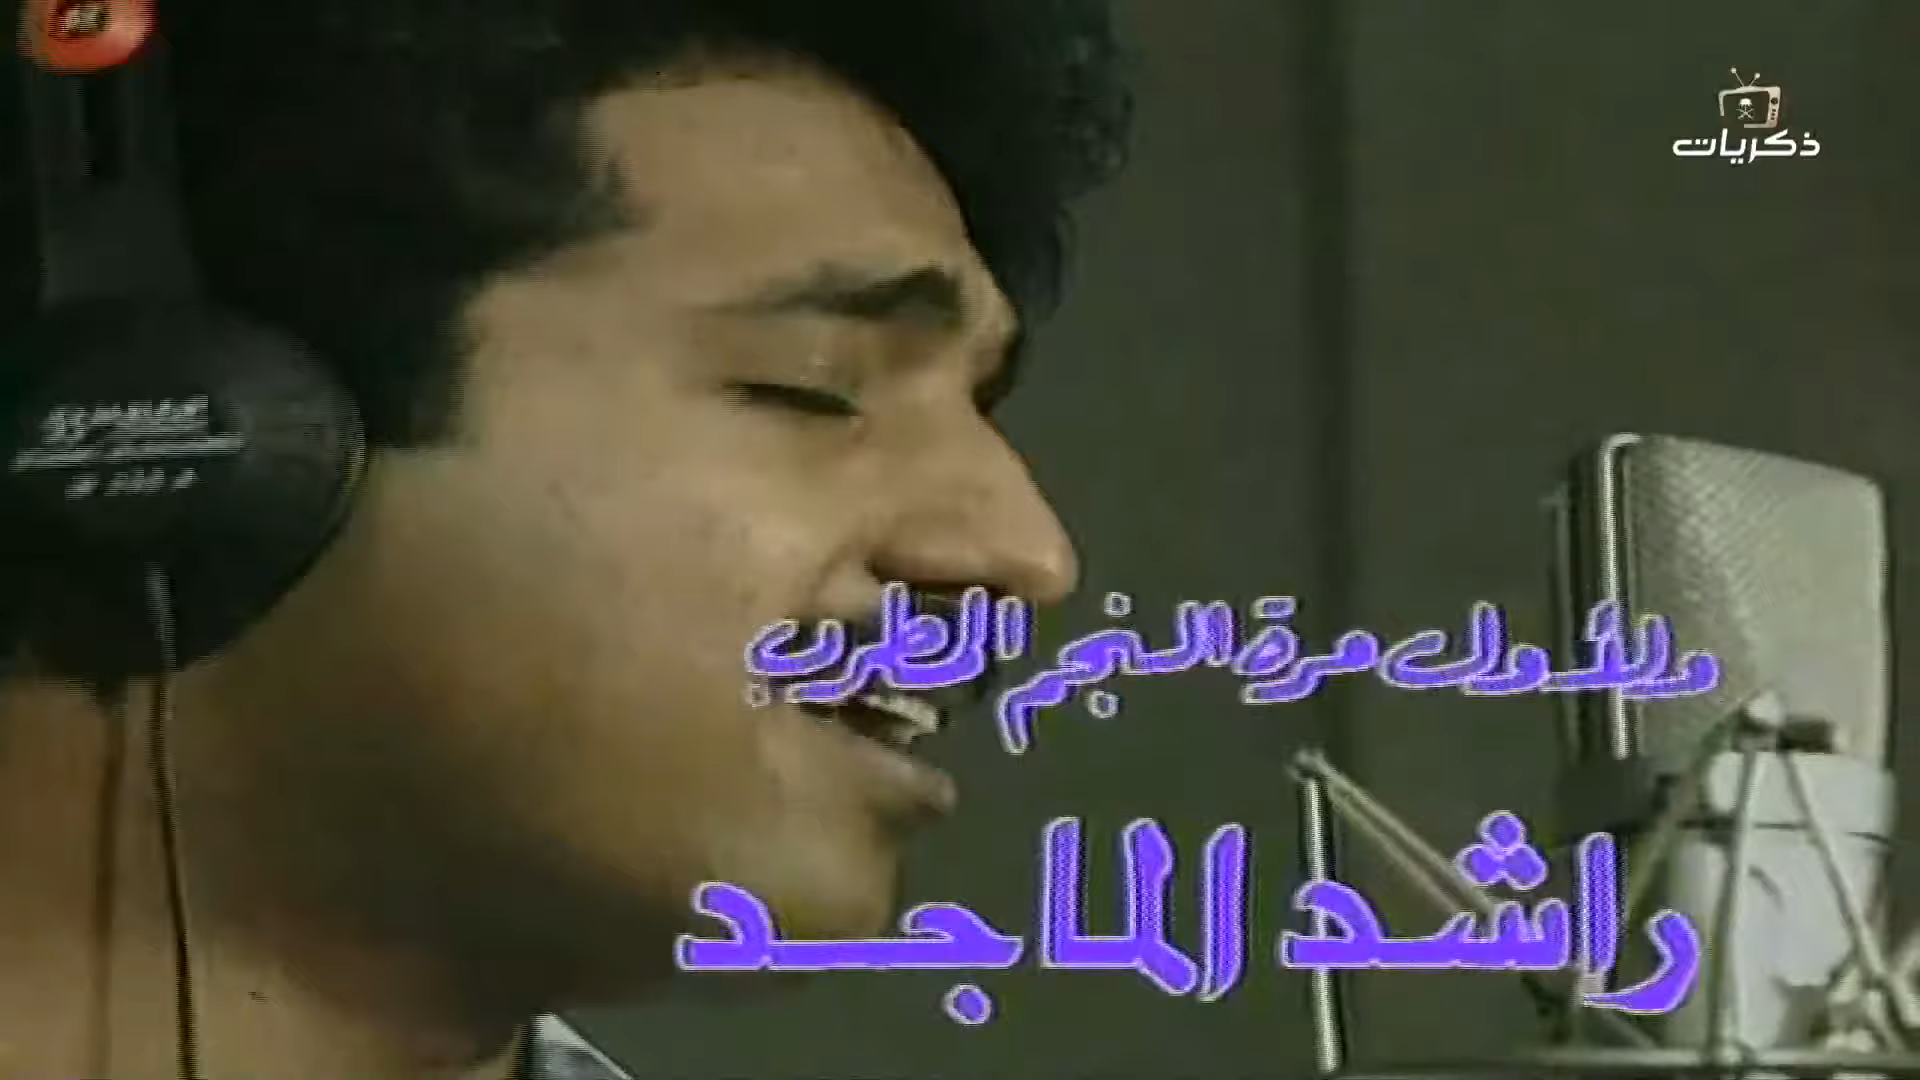 ذكريات
ولأول مرة النجم المطرب
راشد الماجد